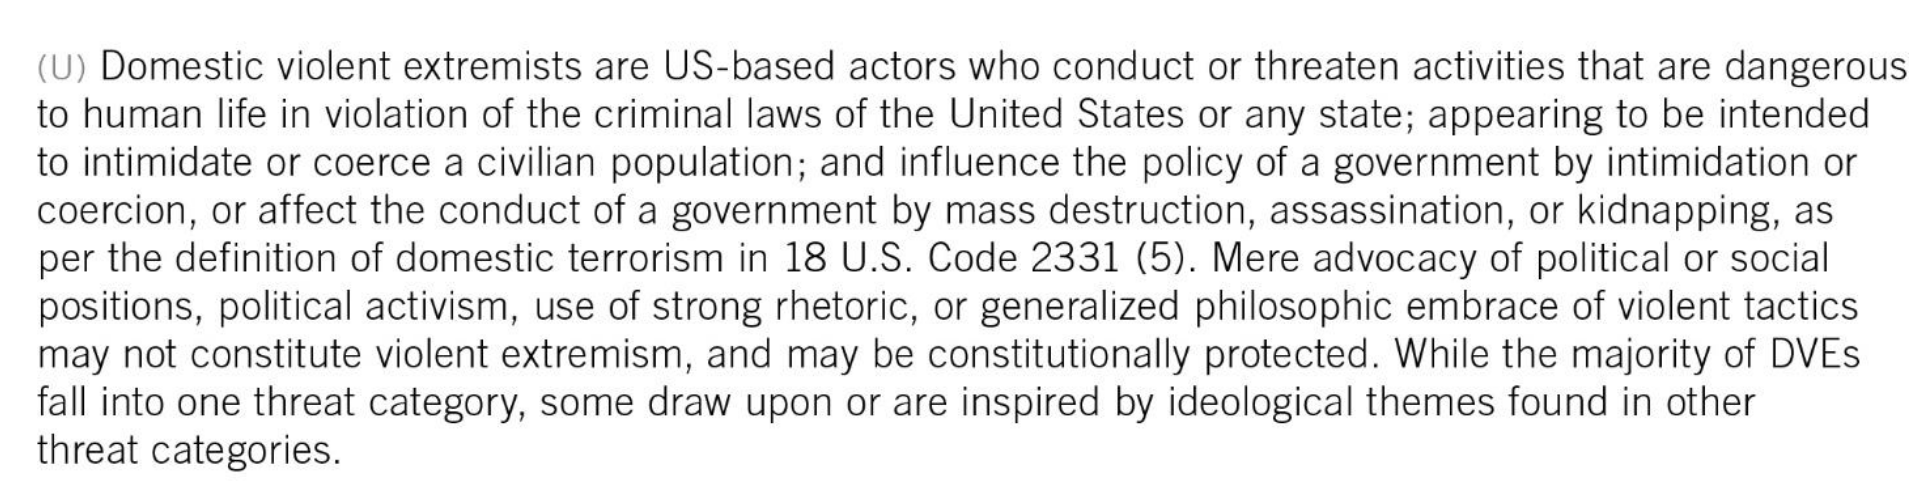 (U) Domestic violent extremists are US-based actors who conduct or threaten activities that are dangerous
to human life in violation of the criminal laws of the United States or any state; appearing to be intended
to intimidate or coerce a civilian population; and influence the policy of a government by intimidation or
coercion, or affect the conduct of a government by mass destruction, assassination, or kidnapping, as
per the definition of domestic terrorism in 18 U.S. Code 2331 (5). Mere advocacy of political or social
positions, political activism, use of strong rhetoric, or generalized philosophic embrace of violent tactics
may not constitute violent extremism, and may be constitutionally protected. While the majority of DVEs
fall into one threat category, some draw upon or are inspired by ideological themes found in other
threat categories.